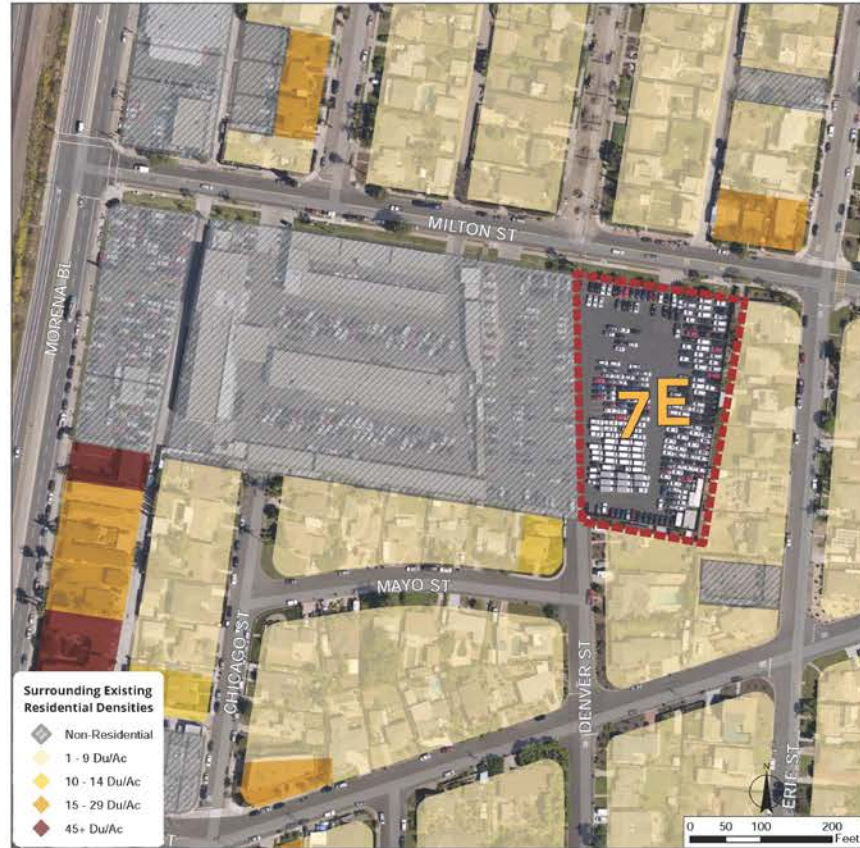 MILTON ST
MORENA BL
7E
MAYO ST
CHICAGO ST
DENVER ST
ERIE ST
ST
Surrounding Existing
Residential Densities
Non-Residential
1 - 9 Du/Ac
10 - 14 Du/Ac
15 - 29 Du/Ac
45+ Du/Ac
N
0 50 100 200
Feet